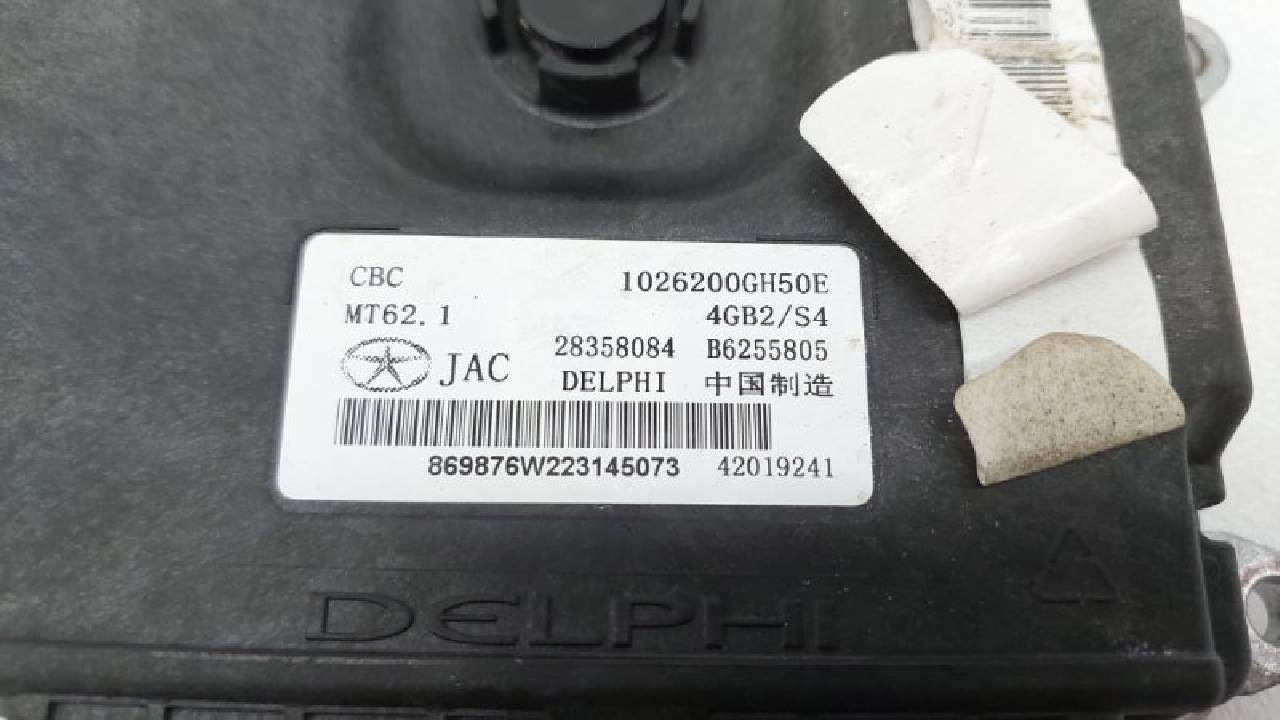 CBC 1026200GH50E
MT62.1 4GB2/S4
JAC 28358084 B6255805
DELPHI 中国制造
869876W223145073 42019241
DELPHI